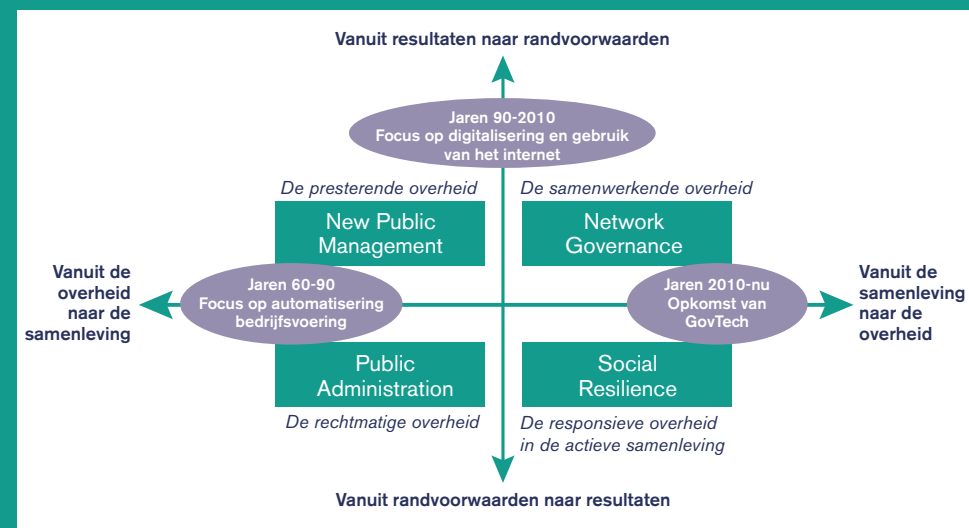 Vanuit resultaten naar randvoorwaarden
Jaren 90-2010
Focus op digitalisering en gebruik
van het internet
De presterende overheid
De samenwerkende overheid
New Public
Management
Network
Governance
Vanuit de
overheid
naar de
samenleving
Jaren 60-90
Focus op automatisering
bedrijfsvoering
Jaren 2010-nu
Opkomst van
GovTech
Vanuit de
samenleving
naar de
overheid
Public
Administration
Social
Resilience
De rechtmatige overheid
De responsieve overheid
in de actieve samenleving
Vanuit randvoorwaarden naar resultaten